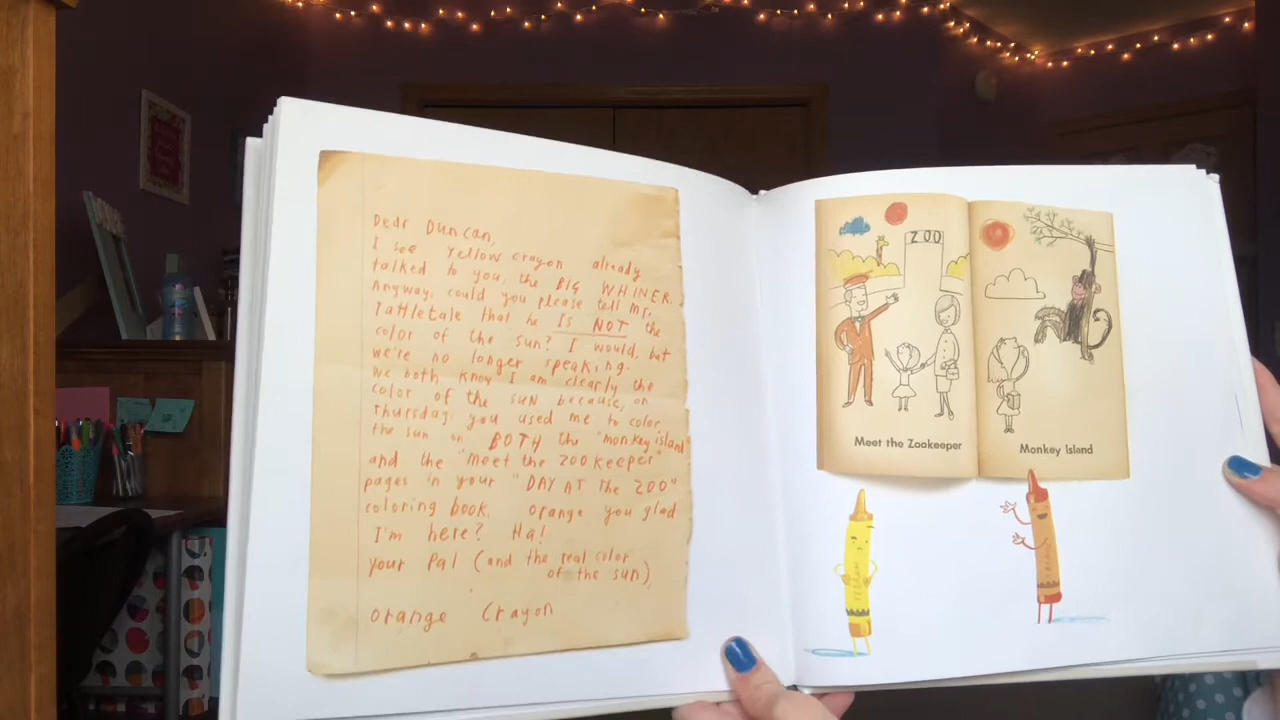 Dear Duncan,
I see Yellow crayon already
talked to you, the BIG WHINER.
Anyway, could you please tell Mr.
Tattletale that he IS NOT the
color of the sun? I would, but
we're no longer speaking.
We both know I am clearly the
color of the sun because, on
Thursday, you used me to color
the sun on BOTH the "monkey island"
and the "Meet the ZOOkeeper"
pages in your "DAY AT the ZOO"
coloring book. Orange you glad
I'm here? Ha!
your Pal (and the real color
of the sun),
orange Crayon
ZOO
Meet the Zookeeper
Monkey Island